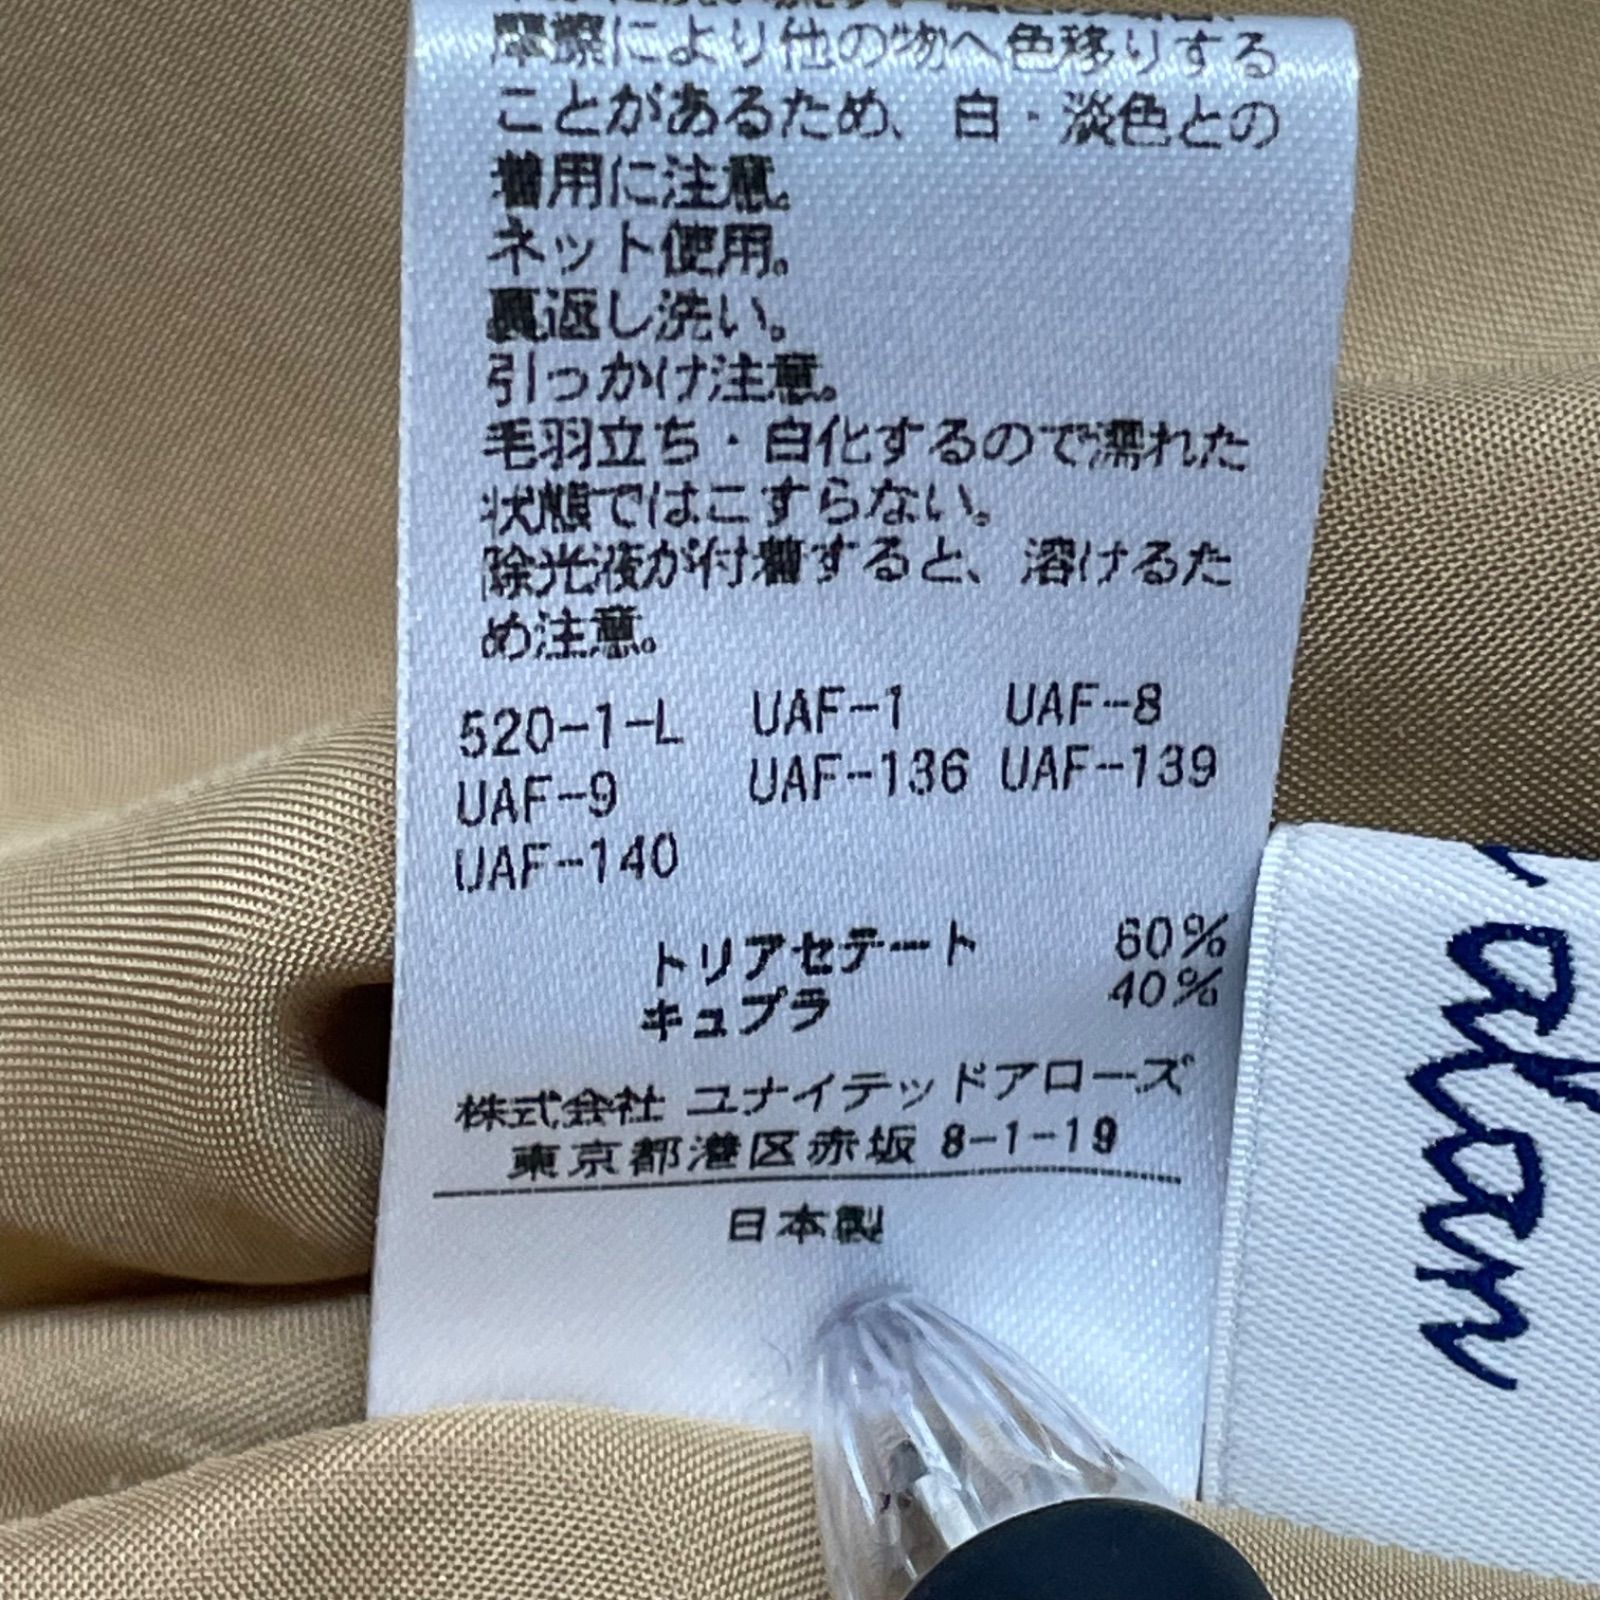 摩擦により他の物へ色移りする
ことがあるため、白・淡色との
着用に注意。
ネット使用。
裏返し洗い。
引っかけ注意。
毛羽立ち・白化するので濡れた
状態ではこすらない。
除光液が付着すると、溶けるた
め注意。
520-1-L UAF-1 UAF-8
UAF-9 UAF-136 UAF-139
UAF-140
トリアセテート 60%
キュプラ 40%
株式会社 ユナイテッドアローズ
東京都港区赤坂 8-1-19
日本製